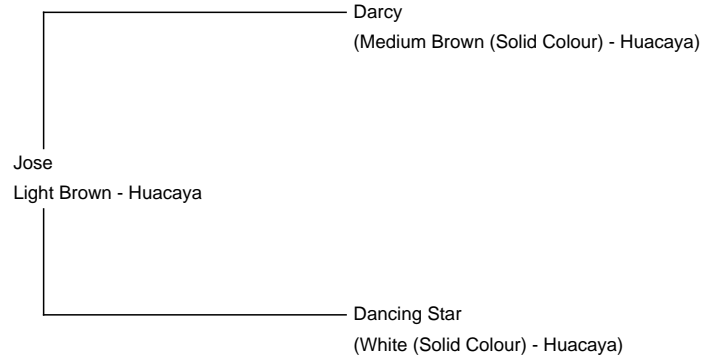 Darcy
(Medium Brown (Solid Colour) - Huacaya)
Jose
Light Brown - Huacaya
Dancing Star
(White (Solid Colour) - Huacaya)